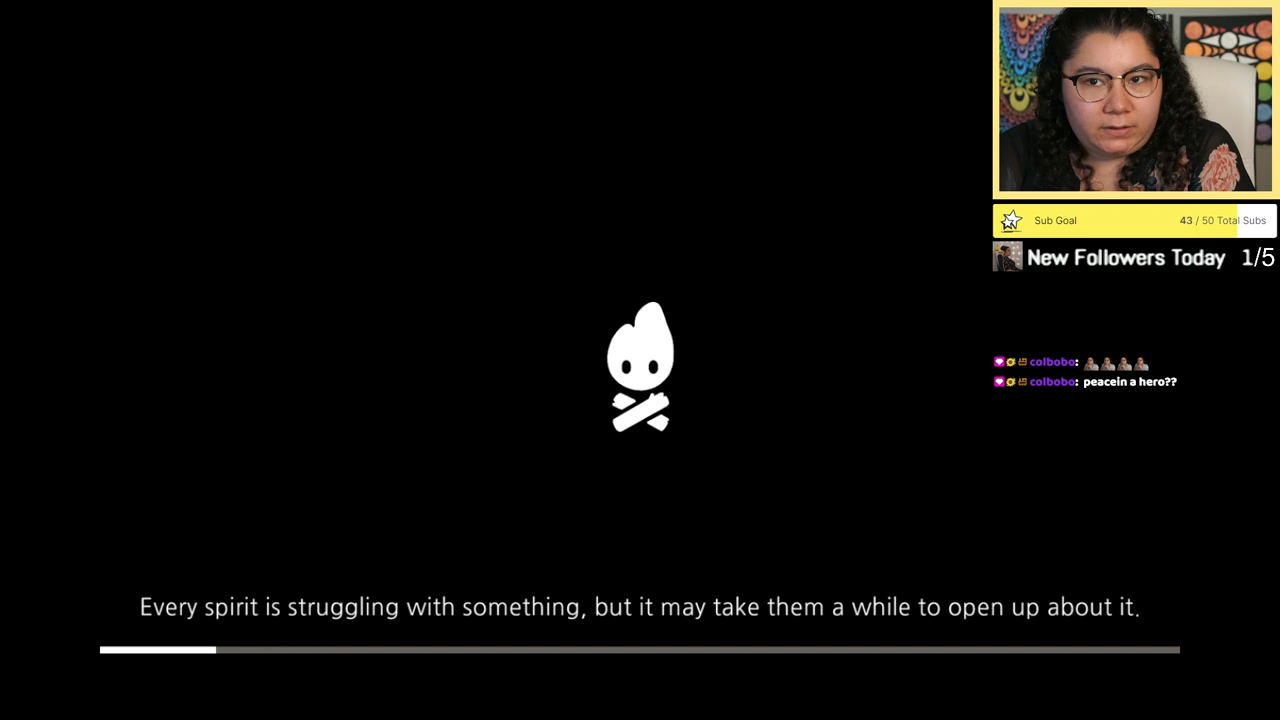 Sub Goal 43 / 50 Total Subs
New Followers Today 1/5
colbobo:
colbobo: peacein a hero??
Every spirit is struggling with something, but it may take them a while to open up about it.